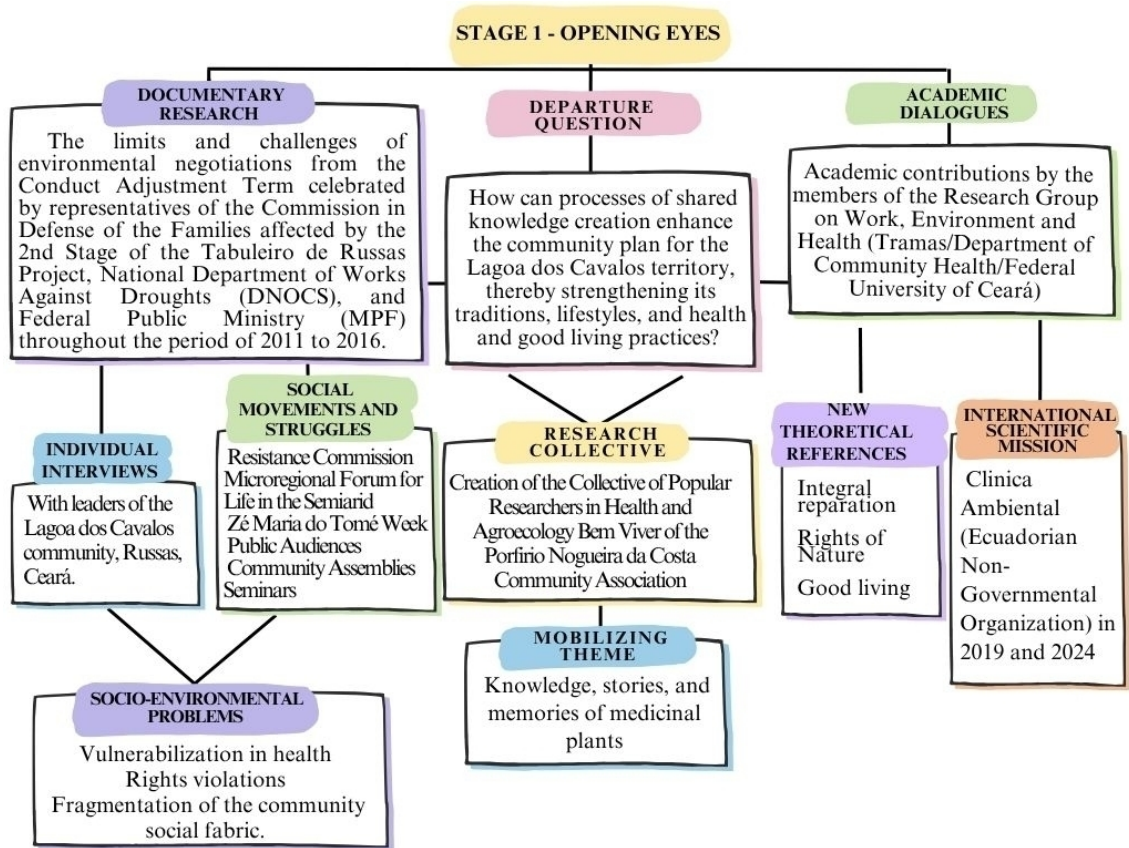 STAGE 1 - OPENING EYES
DOCUMENTARY
RESEARCH
The limits and challenges of
environmental negotiations from the
Conduct Adjustment Term celebrated
by representatives of the Commission in
Defense of the Families affected by the
2nd Stage of the Tabuleiro de Russas
Project, National Department of Works
Against Droughts (DNOCS), and
Federal Public Ministry (MPF)
throughout the period of 2011 to 2016.
DEPARTURE
QUESTION
How can processes of shared
knowledge creation enhance
the community plan for the
Lagoa dos Cavalos territory,
thereby strengthening its
traditions, lifestyles, and health
and good living practices?
ACADEMIC
DIALOGUES
Academic contributions by the
members of the Research Group
on Work, Environment and
Health (Tramas/Department of
Community Health/Federal
University of Ceará)
INDIVIDUAL
INTERVIEWS
With leaders of the
Lagoa dos Cavalos
community, Russas,
Ceará.
SOCIAL
MOVEMENTS AND
STRUGGLES
Resistance Commission
Microregional Forum for
Life in the Semiarid
Zé Maria do Tomé Week
Public Audiences
Community Assemblies
Seminars
RESEARCH
COLLECTIVE
Creation of the Collective of Popular
Researchers in Health and
Agroecology Bem Viver of the
Porfirio Nogueira da Costa
Community Association
NEW
THEORETICAL
REFERENCES
Integral
reparation
Rights of
Nature
Good living
INTERNATIONAL
SCIENTIFIC
MISSION
Clinica
Ambiental
(Ecuadorian
Non-
Governmental
Organization) in
2019 and 2024
SOCIO-ENVIRONMENTAL
PROBLEMS
Vulnerabilization in health
Rights violations
Fragmentation of the community
social fabric.
MOBILIZING
THEME
Knowledge, stories, and
memories of medicinal
plants